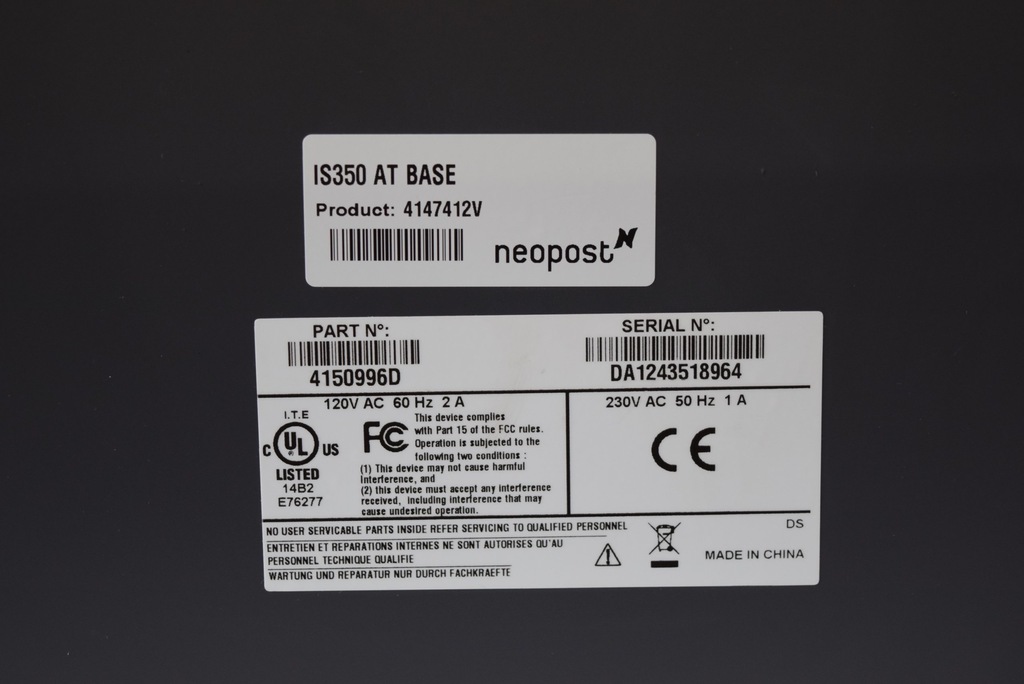 IS350 AT BASE
Product: 4147412V
neopost
PART N°:
4150996D
SERIAL N°:
DA1243518964
120V AC 60 Hz 2 A
I.T.E
C UL US
LISTED
14B2
E76277
FC
This device complies
with Part 15 of the FCC rules.
Operation is subjected to the
following two conditions :
(1) This device may not cause harmful
Interference, and
(2) this device must accept any interference
received, including interference that may
cause undesired operation.
230V AC 50 Hz 1 A
CE
NO USER SERVICABLE PARTS INSIDE REFER SERVICING TO QUALIFIED PERSONNEL
ENTRETIEN ET REPARATIONS INTERNES NE SONT AUTORISES QU'AU
PERSONNEL TECHNIQUE QUALIFIE
WARTUNG UND REPARATUR NUR DURCH FACHKRAEFTE
DS
MADE IN CHINA